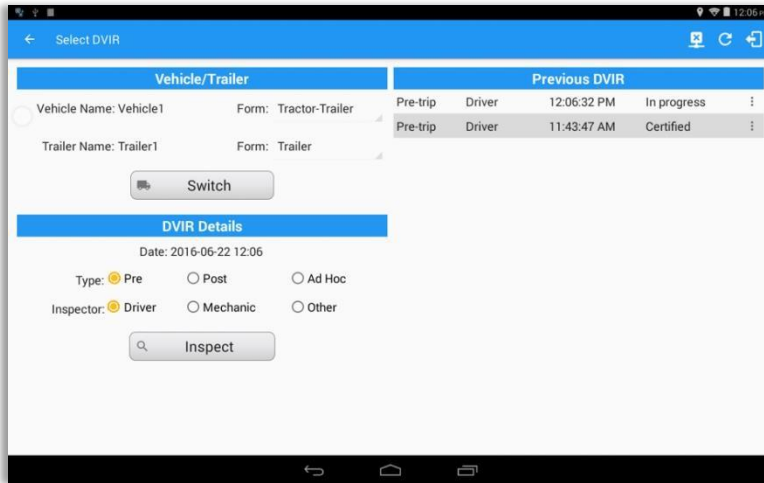 12:06 P
Select DVIR
Vehicle/Trailer
Vehicle Name: Vehicle1 Form: Tractor-Trailer
Trailer Name: Trailer1 Form: Trailer
Switch
DVIR Details
Date: 2016-06-22 12:06
Type: Pre Post Ad Hoc
Inspector: Driver Mechanic Other
Inspect
Previous DVIR
Pre-trip Driver 12:06:32 PM In progress
Pre-trip Driver 11:43:47 AM Certified